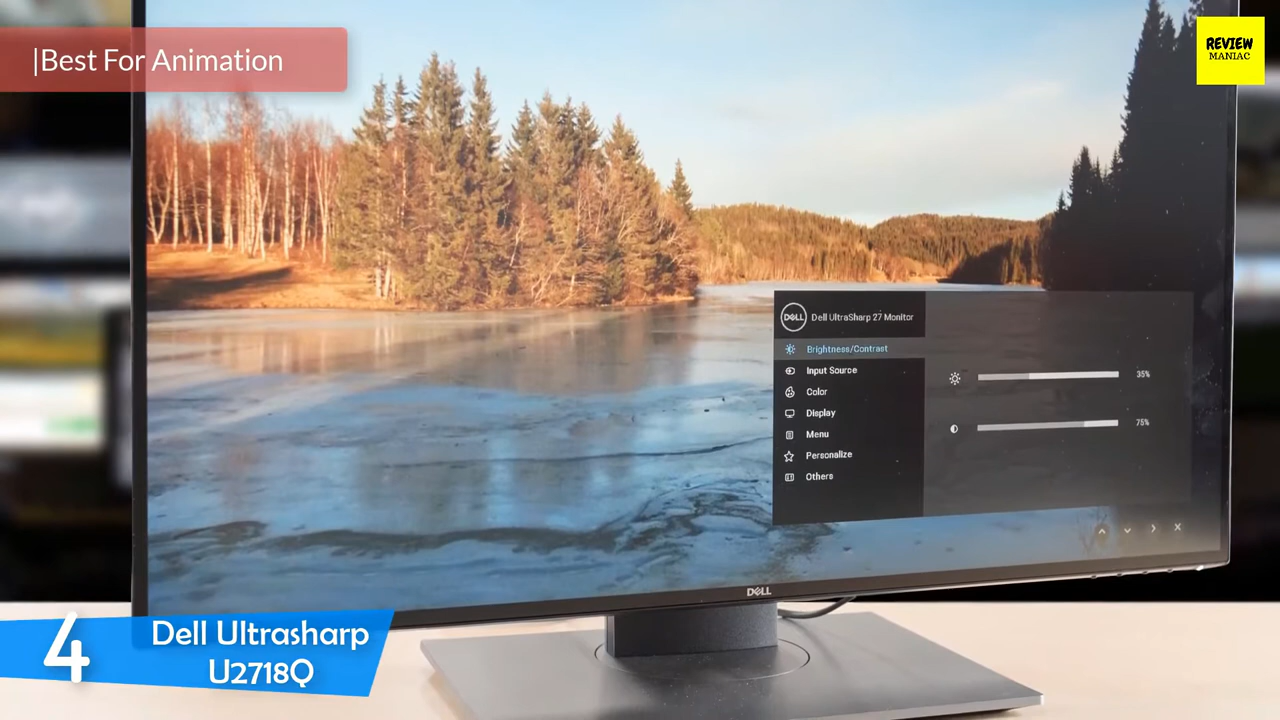 |Best For Animation
REVIEW
MANIAC
DELL
Dell UltraSharp 27 Monitor
Brightness/Contrast
Input Source
Color
Display
Menu
Personalize
Others
35%
75%
DELL
4
Dell Ultrasharp
U2718Q